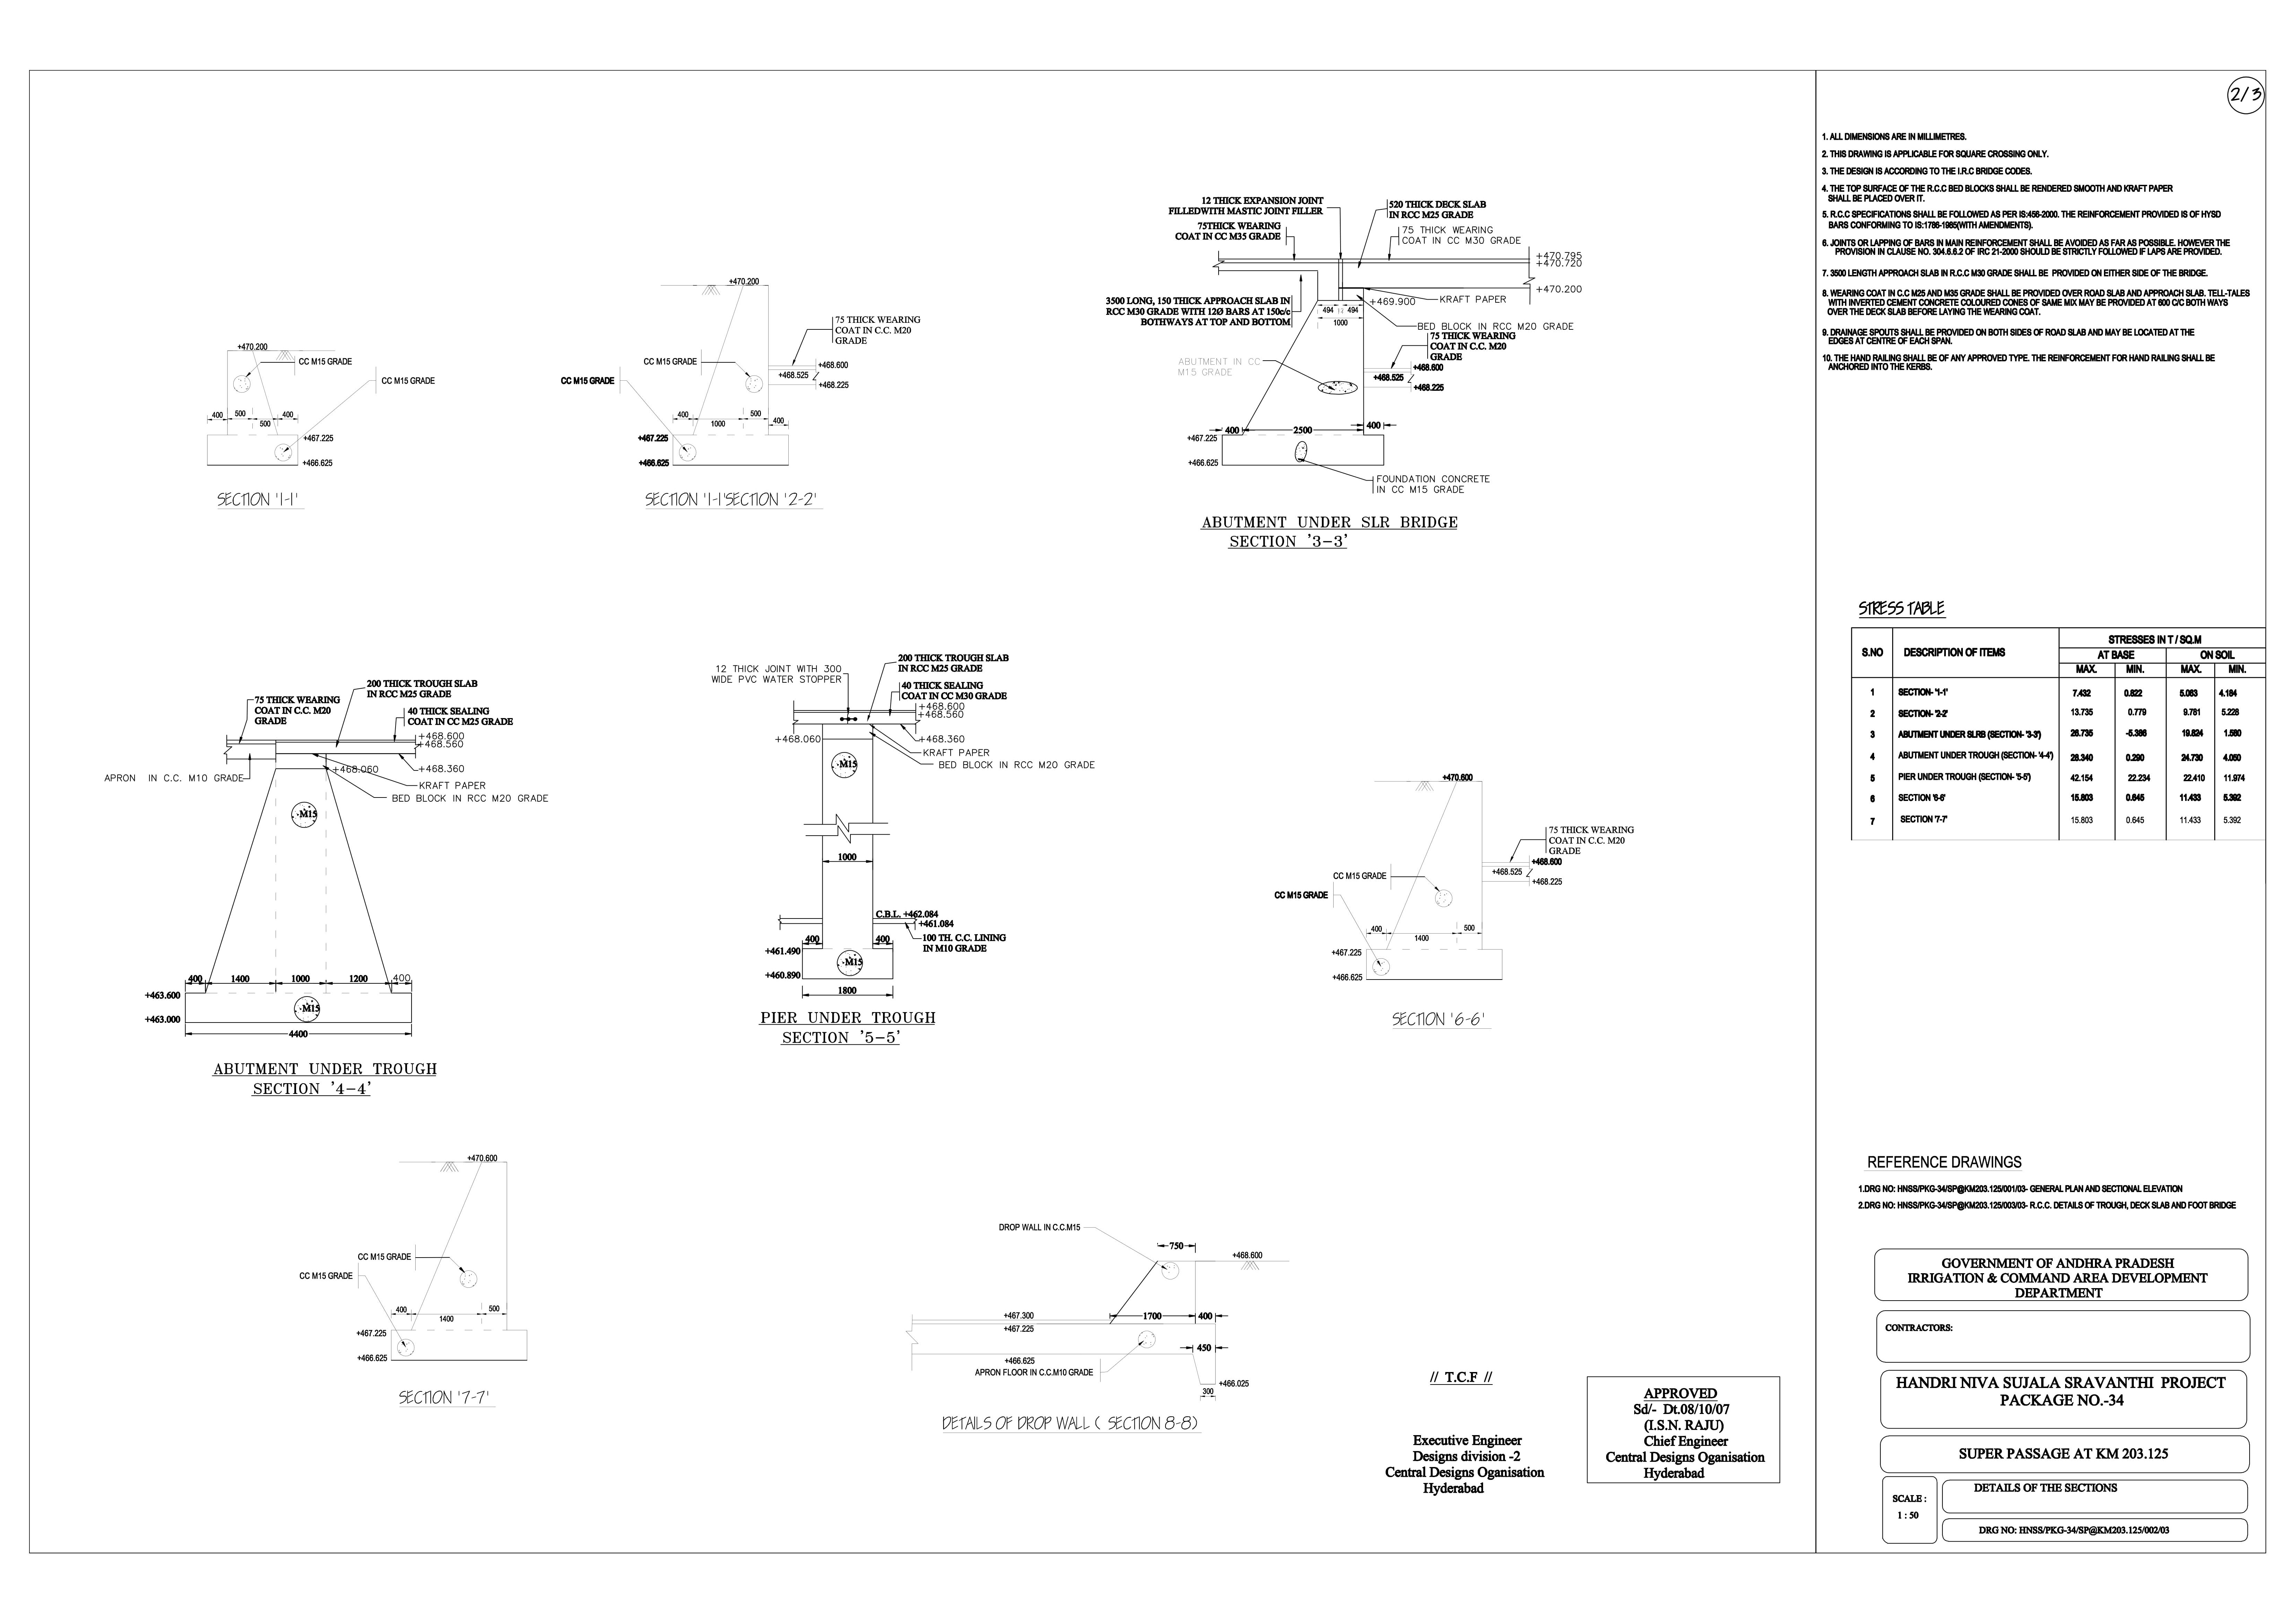 2/3
1. ALL DIMENSIONS ARE IN MILLIMETRES.
2. THIS DRAWING IS APPLICABLE FOR SQUARE CROSSING ONLY.
3. THE DESIGN IS ACCORDING TO THE I.R.C BRIDGE CODES.
4. THE TOP SURFACE OF THE R.C.C BED BLOCKS SHALL BE RENDERED SMOOTH AND KRAFT PAPER
SHALL BE PLACED OVER IT.
5. R.C.C SPECIFICATIONS SHALL BE FOLLOWED AS PER IS:456-2000. THE REINFORCEMENT PROVIDED IS OF HYSD
BARS CONFORMING TO IS:1786-1985(WITH AMENDMENTS).
6. JOINTS OR LAPPING OF BARS IN MAIN REINFORCEMENT SHALL BE AVOIDED AS FAR AS POSSIBLE. HOWEVER THE
PROVISION IN CLAUSE NO. 304.6.6.2 OF IRC 21-2000 SHOULD BE STRICTLY FOLLOWED IF LAPS ARE PROVIDED.
7. 3500 LENGTH APPROACH SLAB IN R.C.C M30 GRADE SHALL BE PROVIDED ON EITHER SIDE OF THE BRIDGE.
8. WEARING COAT IN C.C M25 AND M35 GRADE SHALL BE PROVIDED OVER ROAD SLAB AND APPROACH SLAB. TELL-TALES
WITH INVERTED CEMENT CONCRETE COLOURED CONES OF SAME MIX MAY BE PROVIDED AT 600 C/C BOTH WAYS
OVER THE DECK SLAB BEFORE LAYING THE WEARING COAT.
9. DRAINAGE SPOUTS SHALL BE PROVIDED ON BOTH SIDES OF ROAD SLAB AND MAY BE LOCATED AT THE
EDGES AT CENTRE OF EACH SPAN.
10. THE HAND RAILING SHALL BE OF ANY APPROVED TYPE. THE REINFORCEMENT FOR HAND RAILING SHALL BE
ANCHORED INTO THE KERBS.
+470.200
CC M15 GRADE
CC M15 GRADE
400 500 400
500
+467.225
+466.625
SECTION '1-1'
+470.200
75 THICK WEARING
COAT IN C.C. M20
GRADE
CC M15 GRADE
CC M15 GRADE
+468.600
+468.525
+468.225
400 500
1000 400
+467.225
+466.625
SECTION '1-1'SECTION '2-2'
12 THICK EXPANSION JOINT
FILLEDWITH MASTIC JOINT FILLER
520 THICK DECK SLAB
IN RCC M25 GRADE
75THICK WEARING
COAT IN CC M35 GRADE
75 THICK WEARING
COAT IN CC M30 GRADE
+470.795
+470.720
+470.200
3500 LONG, 150 THICK APPROACH SLAB IN
RCC M30 GRADE WITH 12Ø BARS AT 150c/c
BOTHWAYS AT TOP AND BOTTOM
+469.900
KRAFT PAPER
494 494
1000
BED BLOCK IN RCC M20 GRADE
75 THICK WEARING
COAT IN C.C. M20
GRADE
ABUTMENT IN CC
M15 GRADE
+468.600
+468.525
+468.225
400 2500 400
+467.225
+466.625
FOUNDATION CONCRETE
IN CC M15 GRADE
ABUTMENT UNDER SLR BRIDGE
SECTION '3-3'
STRESS TABLE
S.NO DESCRIPTION OF ITEMS STRESSES IN T / SQ.M
AT BASE ON SOIL
MAX. MIN. MAX. MIN.
1 SECTION- '1-1' 7.432 0.822 5.083 4.184
2 SECTION- '2-2' 13.735 0.779 9.781 5.228
3 ABUTMENT UNDER SLRB (SECTION- '3-3') 26.735 -5.386 19.824 1.580
4 ABUTMENT UNDER TROUGH (SECTION- '4-4') 28.340 0.290 24.730 4.050
5 PIER UNDER TROUGH (SECTION- '5-5') 42.154 22.234 22.410 11.974
6 SECTION '6-6' 15.803 0.645 11.433 5.392
7 SECTION '7-7' 15.803 0.645 11.433 5.392
200 THICK TROUGH SLAB
IN RCC M25 GRADE
75 THICK WEARING
COAT IN C.C. M20
GRADE
40 THICK SEALING
COAT IN CC M25 GRADE
+468.600
+468.560
+468.060
+468.360
APRON IN C.C. M10 GRADE
KRAFT PAPER
BED BLOCK IN RCC M20 GRADE
M15
400 1400 1000 1200 400
+463.600
M15
+463.000
4400
ABUTMENT UNDER TROUGH
SECTION '4-4'
12 THICK JOINT WITH 300
WIDE PVC WATER STOPPER
200 THICK TROUGH SLAB
IN RCC M25 GRADE
40 THICK SEALING
COAT IN CC M30 GRADE
+468.600
+468.560
+468.060
+468.360
KRAFT PAPER
BED BLOCK IN RCC M20 GRADE
M15
1000
C.B.L. +462.084
+461.084
400 400
100 TH. C.C. LINING
IN M10 GRADE
+461.490
M15
+460.890
1800
PIER UNDER TROUGH
SECTION '5-5'
+470.600
75 THICK WEARING
COAT IN C.C. M20
GRADE
+468.600
+468.525
+468.225
CC M15 GRADE
CC M15 GRADE
400 500
1400
+467.225
+466.625
SECTION '6-6'
+470.600
CC M15 GRADE
CC M15 GRADE
400 500
1400
+467.225
+466.625
SECTION '7-7'
DROP WALL IN C.C.M15
750
+468.600
+467.300
1700 400
+467.225
450
+466.625
APRON FLOOR IN C.C.M10 GRADE
+466.025
300
DETAILS OF DROP WALL ( SECTION 8-8)
// T.C.F //
Executive Engineer
Designs division -2
Central Designs Oganisation
Hyderabad
APPROVED
Sd/- Dt.08/10/07
(I.S.N. RAJU)
Chief Engineer
Central Designs Oganisation
Hyderabad
REFERENCE DRAWINGS
1.DRG NO: HNSS/PKG-34/SP@KM203.125/001/03- GENERAL PLAN AND SECTIONAL ELEVATION
2.DRG NO: HNSS/PKG-34/SP@KM203.125/003/03- R.C.C. DETAILS OF TROUGH, DECK SLAB AND FOOT BRIDGE
GOVERNMENT OF ANDHRA PRADESH
IRRIGATION & COMMAND AREA DEVELOPMENT
DEPARTMENT
CONTRACTORS:
HANDRI NIVA SUJALA SRAVANTHI PROJECT
PACKAGE NO.-34
SUPER PASSAGE AT KM 203.125
SCALE :
1 : 50
DETAILS OF THE SECTIONS
DRG NO: HNSS/PKG-34/SP@KM203.125/002/03